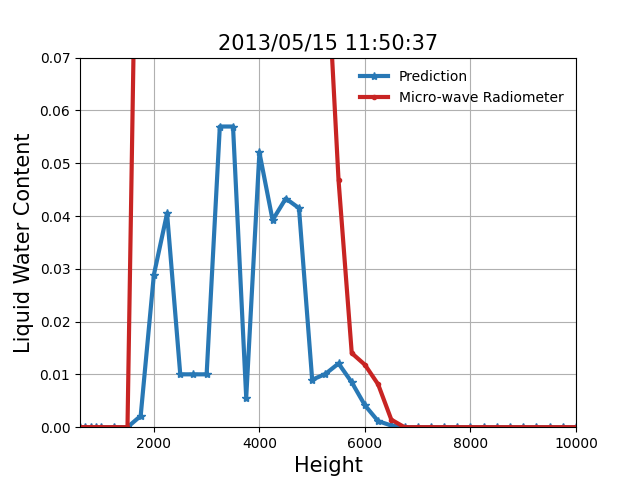 2013/05/15 11:50:37
0.07
0.06
0.05
0.04
0.03
0.02
0.01
0.00
Liquid Water Content
Prediction
Micro-wave Radiometer
2000 4000 6000 8000 10000
Height